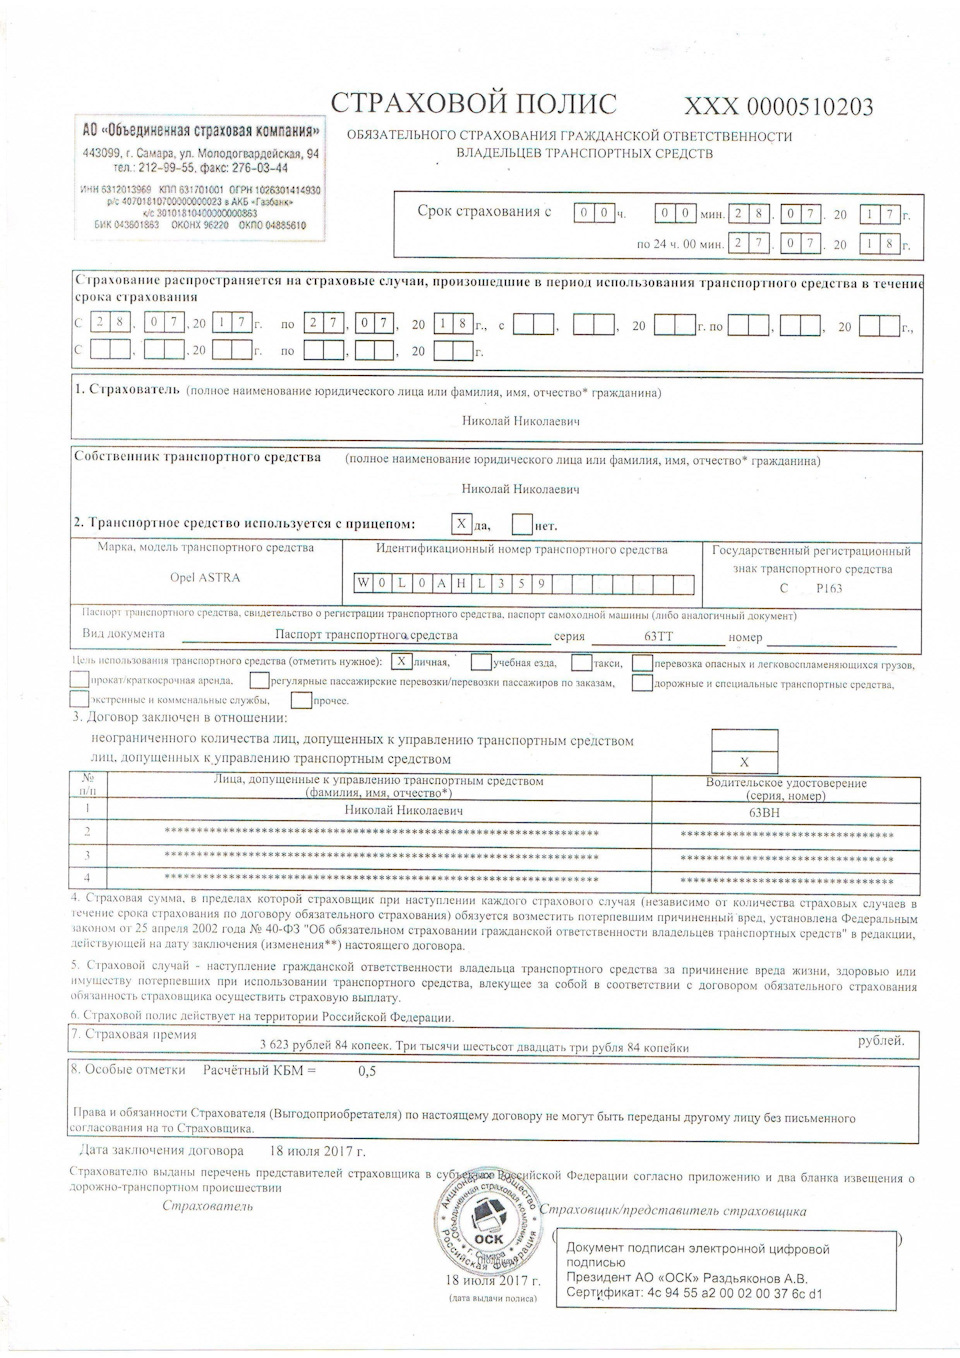 СТРАХОВОЙ ПОЛИС ХХХ 0000510203
ОБЯЗАТЕЛЬНОГО СТРАХОВАНИЯ ГРАЖДАНСКОЙ ОТВЕТСТВЕННОСТИ
ВЛАДЕЛЬЦЕВ ТРАНСПОРТНЫХ СРЕДСТВ
АО «Объединенная страховая компания»
443099, г. Самара, ул. Молодогвардейская, 94
тел.: 212-99-55, факс: 276-03-44
ИНН 6312013969 КПП 631701001 ОГРН 1026301414930
р/с 40701810700000000023 в АКБ «Газбанк»
к/с 30101810400000000863
БИК 043601863 ОКОНХ 96220 ОКПО 04885610
Срок страхования с 0 0 ч. 0 0 мин. 2 8 . 0 7 . 20 1 7 г.
по 24 ч. 00 мин. 2 7 . 0 7 . 20 1 8 г.
Страхование распространяется на страховые случаи, произошедшие в период использования транспортного средства в течение
срока страхования
С 2 8 . 0 7 . 20 1 7 г. по 2 7 , 0 7 , 20 1 8 г., с , , 20 г. по , , 20 г.,
С , . 20 г. по , , 20 г.
1. Страхователь (полное наименование юридического лица или фамилия, имя, отчество* гражданина)
Николай Николаевич
Собственник транспортного средства (полное наименование юридического лица или фамилия, имя, отчество* гражданина)
Николай Николаевич
2. Транспортное средство используется с прицепом: X да, нет.
Марка, модель транспортного средства Идентификационный номер транспортного средства Государственный регистрационный
знак транспортного средства
Opel ASTRA W 0 L 0 A H L 3 5 9 С Р163
Паспорт транспортного средства, свидетельство о регистрации транспортного средства, паспорт самоходной машины (либо аналогичный документ)
Вид документа Паспорт транспортного средства серия 63ТТ номер
Цель использования транспортного средства (отметить нужное): X личная, учебная езда, такси, перевозка опасных и легковоспламеняющихся грузов,
прокат/краткосрочная аренда, регулярные пассажирские перевозки/перевозки пассажиров по заказам, дорожные и специальные транспортные средства,
экстренные и коммунальные службы, прочее.
3. Договор заключен в отношении:
неограниченного количества лиц, допущенных к управлению транспортным средством
лиц, допущенных к управлению транспортным средством X
№ п/п Лица, допущенные к управлению транспортным средством Водительское удостоверение
(фамилия, имя, отчество*) (серия, номер)
1 Николай Николаевич 63ВН
2 ****************************************************** *******************************
3 ****************************************************** *******************************
4 ****************************************************** *******************************
4. Страховая сумма, в пределах которой страховщик при наступлении каждого страхового случая (независимо от количества страховых случаев в
течение срока страхования по договору обязательного страхования) обязуется возместить потерпевшим причиненный вред, установлена Федеральным
законом от 25 апреля 2002 года № 40-ФЗ "Об обязательном страховании гражданской ответственности владельцев транспортных средств" в редакции,
действующей на дату заключения (изменения**) настоящего договора.
5. Страховой случай - наступление гражданской ответственности владельца транспортного средства за причинение вреда жизни, здоровью или
имуществу потерпевших при использовании транспортного средства, влекущее за собой в соответствии с договором обязательного страхования
обязанность страховщика осуществить страховую выплату.
6. Страховой полис действует на территории Российской Федерации.
7. Страховая премия 3 623 рублей 84 копеек. Три тысячи шестьсот двадцать три рубля 84 копейки рублей.
8. Особые отметки Расчётный КБМ = 0,5
Права и обязанности Страхователя (Выгодоприобретателя) по настоящему договору не могут быть переданы другому лицу без письменного
согласования на то Страховщика.
Дата заключения договора 18 июля 2017 г.
Страхователю выданы перечень представителей страховщика в субъектах Российской Федерации согласно приложению и два бланка извещения о
дорожно-транспортном происшествии
Страхователь Страховщик/представитель страховщика
Акционерное общество
Объединенная страховая компания
ОСК
г. Самара
Российская Федерация
( )
Документ подписан электронной цифровой
подписью
Президент АО «ОСК» Раздьяконов А.В.
Сертификат: 4c 94 55 a2 00 02 00 37 6c d1
18 июля 2017 г.
(дата выдачи полиса)